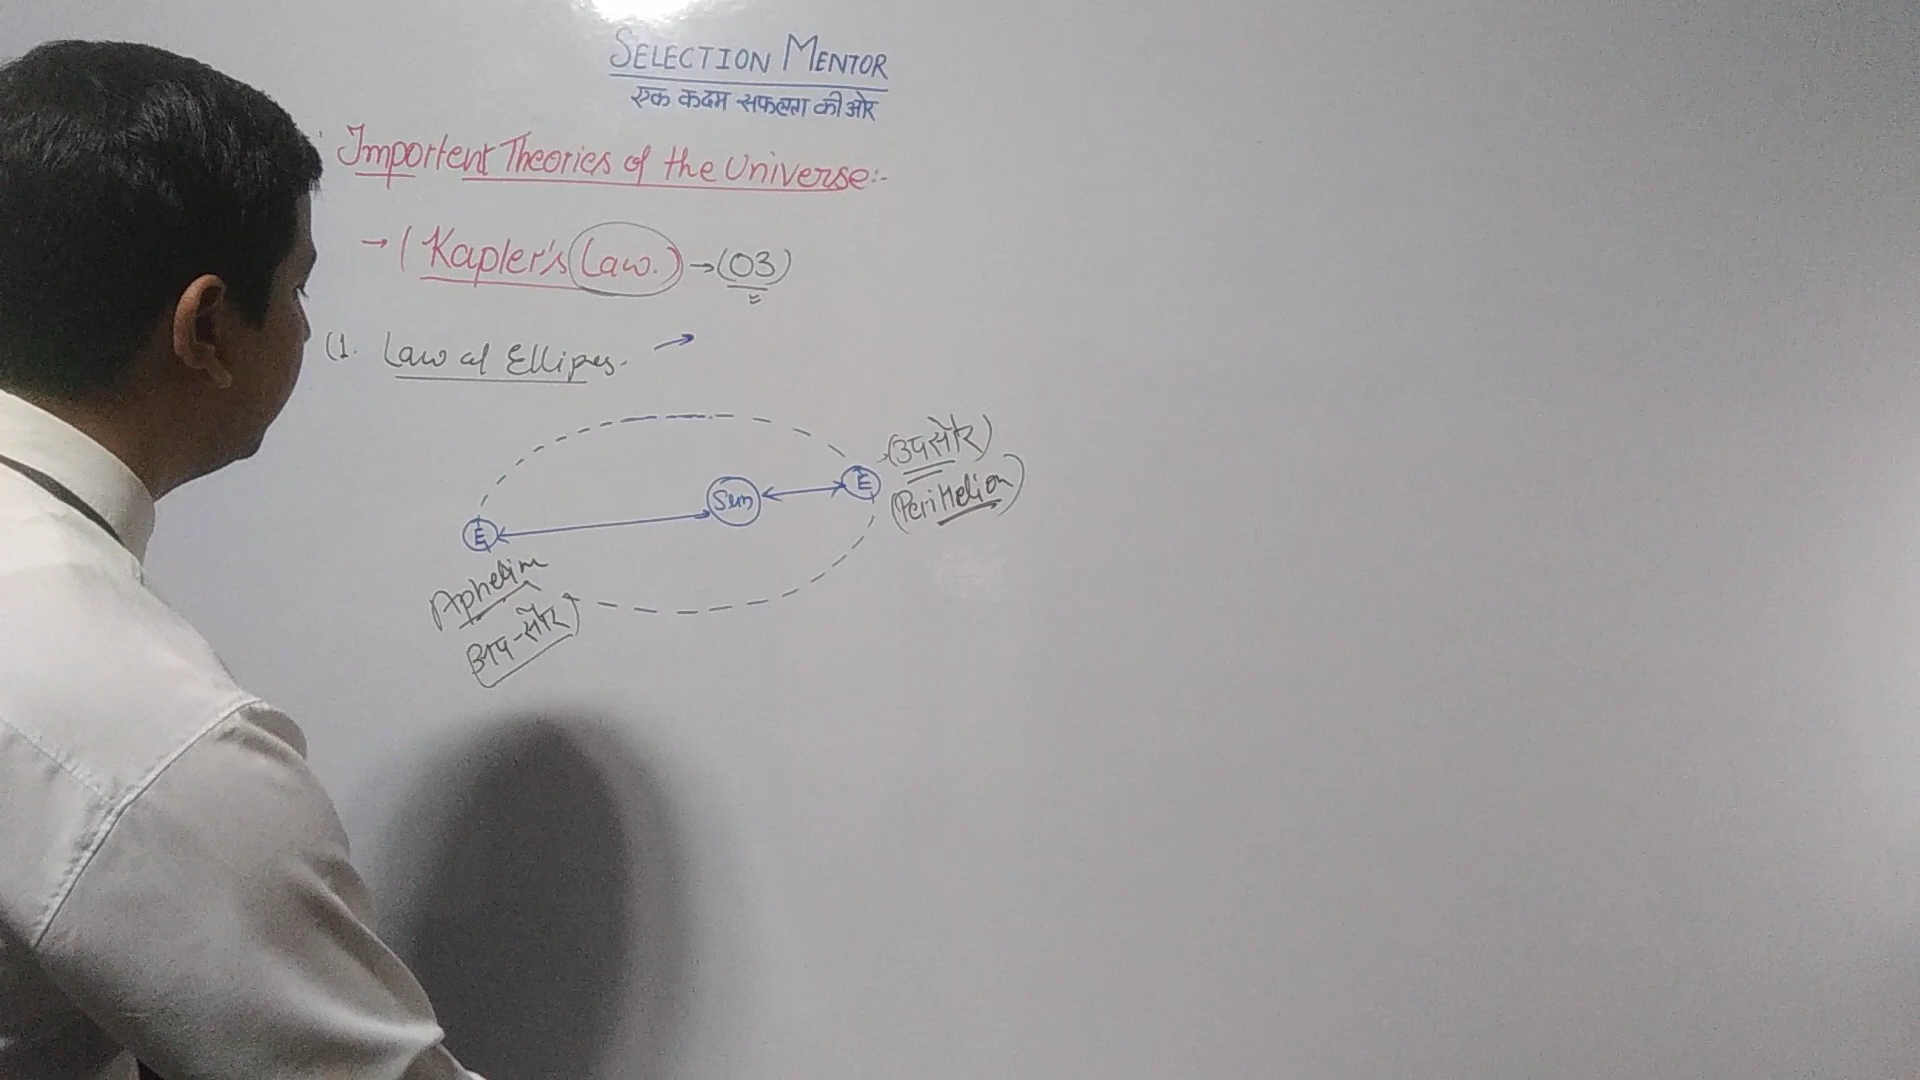 SELECTION MENTOR
एक कदम सफलता की ओर
Importent Theories of the Universe:-
→ ( Kapler's Law. ) → (03)
(1. Law of Ellipes. →
(उपसौर)
(PeriHelion)
Sun
E
E
Aphelim
अप-सौर)